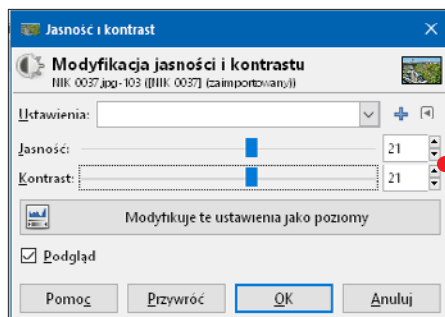 Jasność i kontrast
Modyfikacja jasności i kontrastu
NIK 0037.jpg-103 ([NIK 0037] (zaimportowany))
Ustawienia:
Jasność: 21
Kontrast: 21
Modyfikuje te ustawienia jako poziomy
Podgląd
Pomoc Przywróć OK Anuluj